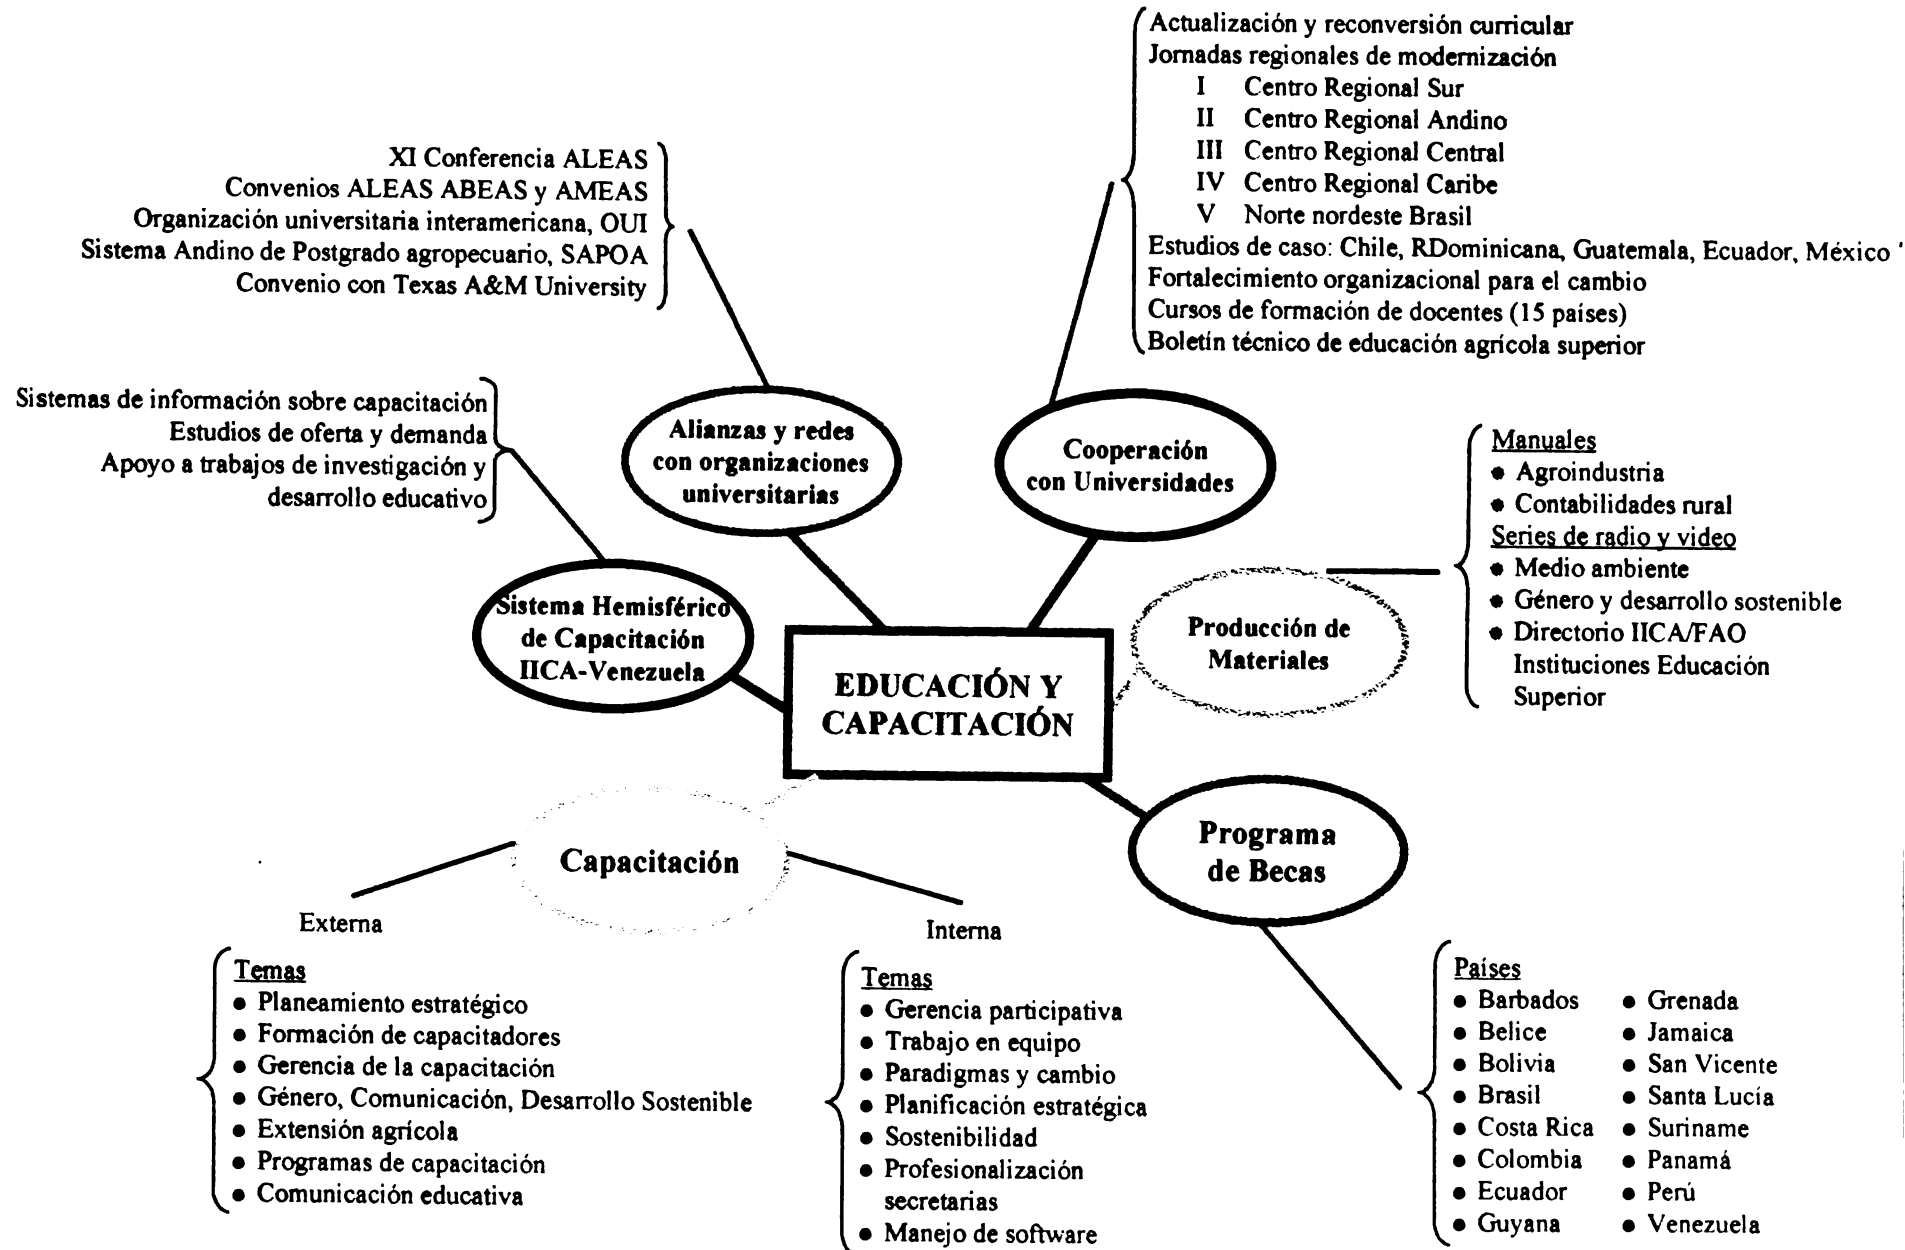 Actualización y reconversión curricular
Jornadas regionales de modernización
I Centro Regional Sur
II Centro Regional Andino
III Centro Regional Central
IV Centro Regional Caribe
V Norte nordeste Brasil
Estudios de caso: Chile, RDominicana, Guatemala, Ecuador, México
Fortalecimiento organizacional para el cambio
Cursos de formación de docentes (15 países)
Boletín técnico de educación agrícola superior
XI Conferencia ALEAS
Convenios ALEAS ABEAS y AMEAS
Organización universitaria interamericana, OUI
Sistema Andino de Postgrado agropecuario, SAPOA
Convenio con Texas A&M University
Sistemas de información sobre capacitación
Estudios de oferta y demanda
Apoyo a trabajos de investigación y
desarrollo educativo
Alianzas y redes
con organizaciones
universitarias
Cooperación
con Universidades
Manuales
• Agroindustria
• Contabilidades rural
Series de radio y video
• Medio ambiente
• Género y desarrollo sostenible
• Directorio IICA/FAO
Instituciones Educación
Superior
Sistema Hemisférico
de Capacitación
IICA-Venezuela
Producción de
Materiales
EDUCACIÓN Y
CAPACITACIÓN
Capacitación
Programa
de Becas
Externa
Temas
• Planeamiento estratégico
• Formación de capacitadores
• Gerencia de la capacitación
• Género, Comunicación, Desarrollo Sostenible
• Extensión agrícola
• Programas de capacitación
• Comunicación educativa
Interna
Temas
• Gerencia participativa
• Trabajo en equipo
• Paradigmas y cambio
• Planificación estratégica
• Sostenibilidad
• Profesionalización
secretarias
• Manejo de software
Países
• Barbados • Grenada
• Belice • Jamaica
• Bolivia • San Vicente
• Brasil • Santa Lucía
• Costa Rica • Suriname
• Colombia • Panamá
• Ecuador • Perú
• Guyana • Venezuela